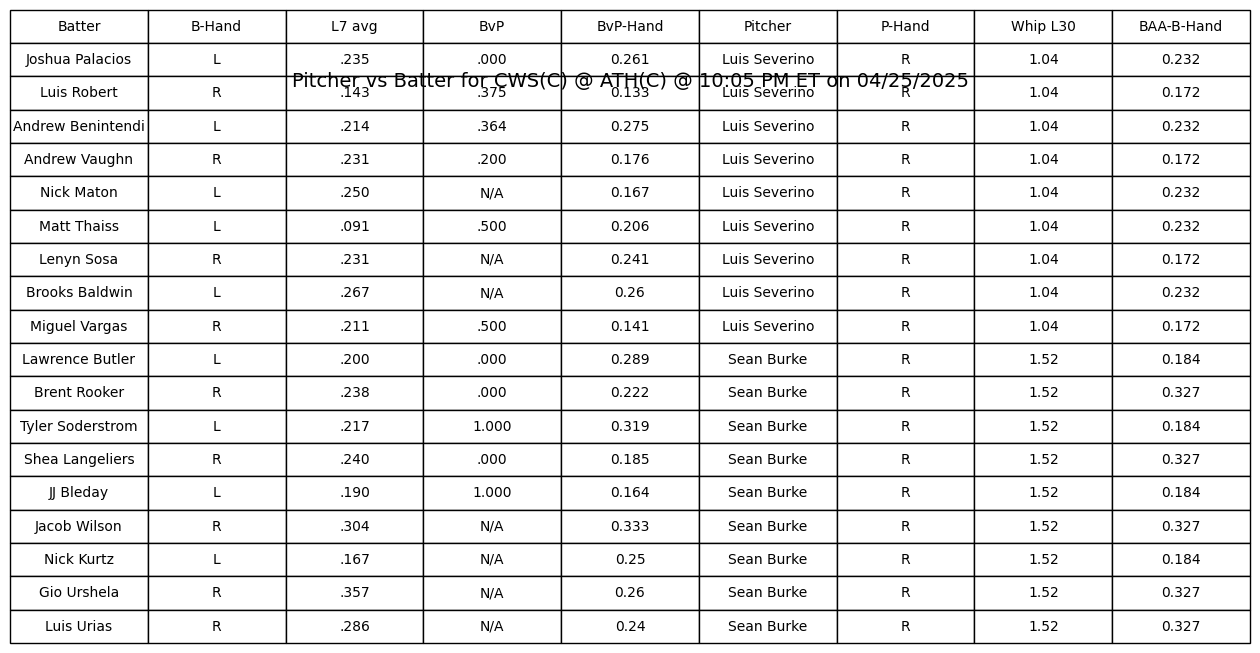 Batter B-Hand L7 avg BvP BvP-Hand Pitcher P-Hand Whip L30 BAA-B-Hand
Joshua Palacios L .235 .000 0.261 Luis Severino R 1.04 0.232
Pitcher vs Batter for CWS(C) @ ATH(C) @ 10:05 PM ET on 04/25/2025
Luis Robert R .143 .375 0.133 Luis Severino R 1.04 0.172
Andrew Benintendi L .214 .364 0.275 Luis Severino R 1.04 0.232
Andrew Vaughn R .231 .200 0.176 Luis Severino R 1.04 0.172
Nick Maton L .250 N/A 0.167 Luis Severino R 1.04 0.232
Matt Thaiss L .091 .500 0.206 Luis Severino R 1.04 0.232
Lenyn Sosa R .231 N/A 0.241 Luis Severino R 1.04 0.172
Brooks Baldwin L .267 N/A 0.26 Luis Severino R 1.04 0.232
Miguel Vargas R .211 .500 0.141 Luis Severino R 1.04 0.172
Lawrence Butler L .200 .000 0.289 Sean Burke R 1.52 0.184
Brent Rooker R .238 .000 0.222 Sean Burke R 1.52 0.327
Tyler Soderstrom L .217 1.000 0.319 Sean Burke R 1.52 0.184
Shea Langeliers R .240 .000 0.185 Sean Burke R 1.52 0.327
JJ Bleday L .190 1.000 0.164 Sean Burke R 1.52 0.184
Jacob Wilson R .304 N/A 0.333 Sean Burke R 1.52 0.327
Nick Kurtz L .167 N/A 0.25 Sean Burke R 1.52 0.184
Gio Urshela R .357 N/A 0.26 Sean Burke R 1.52 0.327
Luis Urias R .286 N/A 0.24 Sean Burke R 1.52 0.327